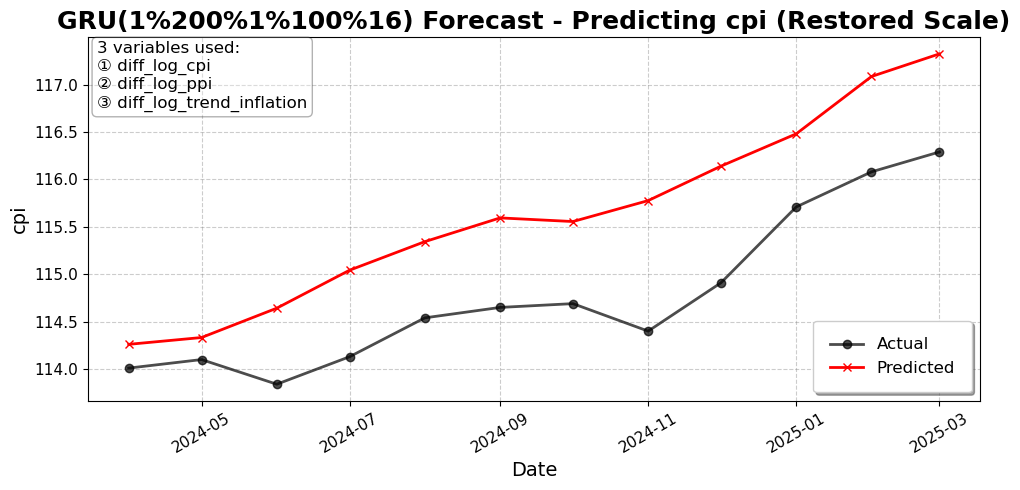 GRU(1%200%1%100%16) Forecast - Predicting cpi (Restored Scale)
3 variables used:
① diff_log_cpi
② diff_log_ppi
③ diff_log_trend_inflation
117.0
116.5
116.0
115.5
115.0
114.5
114.0
cpi
Actual
Predicted
2024-05
2024-07
2024-09
2024-11
2025-01
2025-03
Date